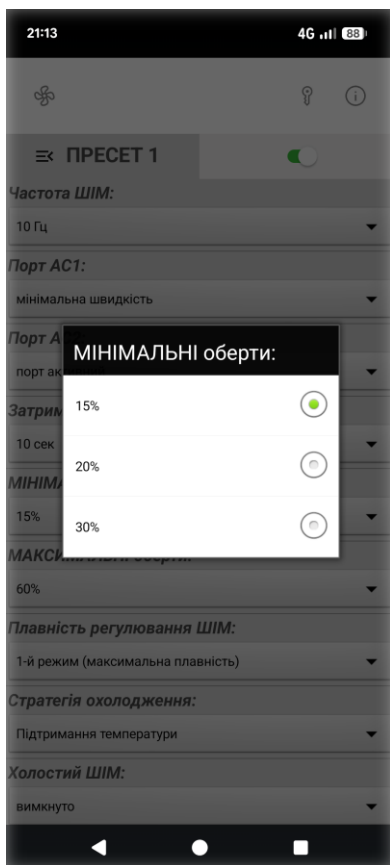 21:13 4G 88
ПРЕСЕТ 1
Частота ШІМ:
10 Гц
Порт АС1:
мінімальна швидкість
Порт А
порт ак
МІНІМАЛЬНІ оберти:
15%
20%
30%
Затрим
10 сек
МІНІМА
15%
60%
Плавність регулювання ШІМ:
1-й режим (максимальна плавність)
Стратегія охолодження:
Підтримання температури
Холостий ШІМ:
вимкнуто